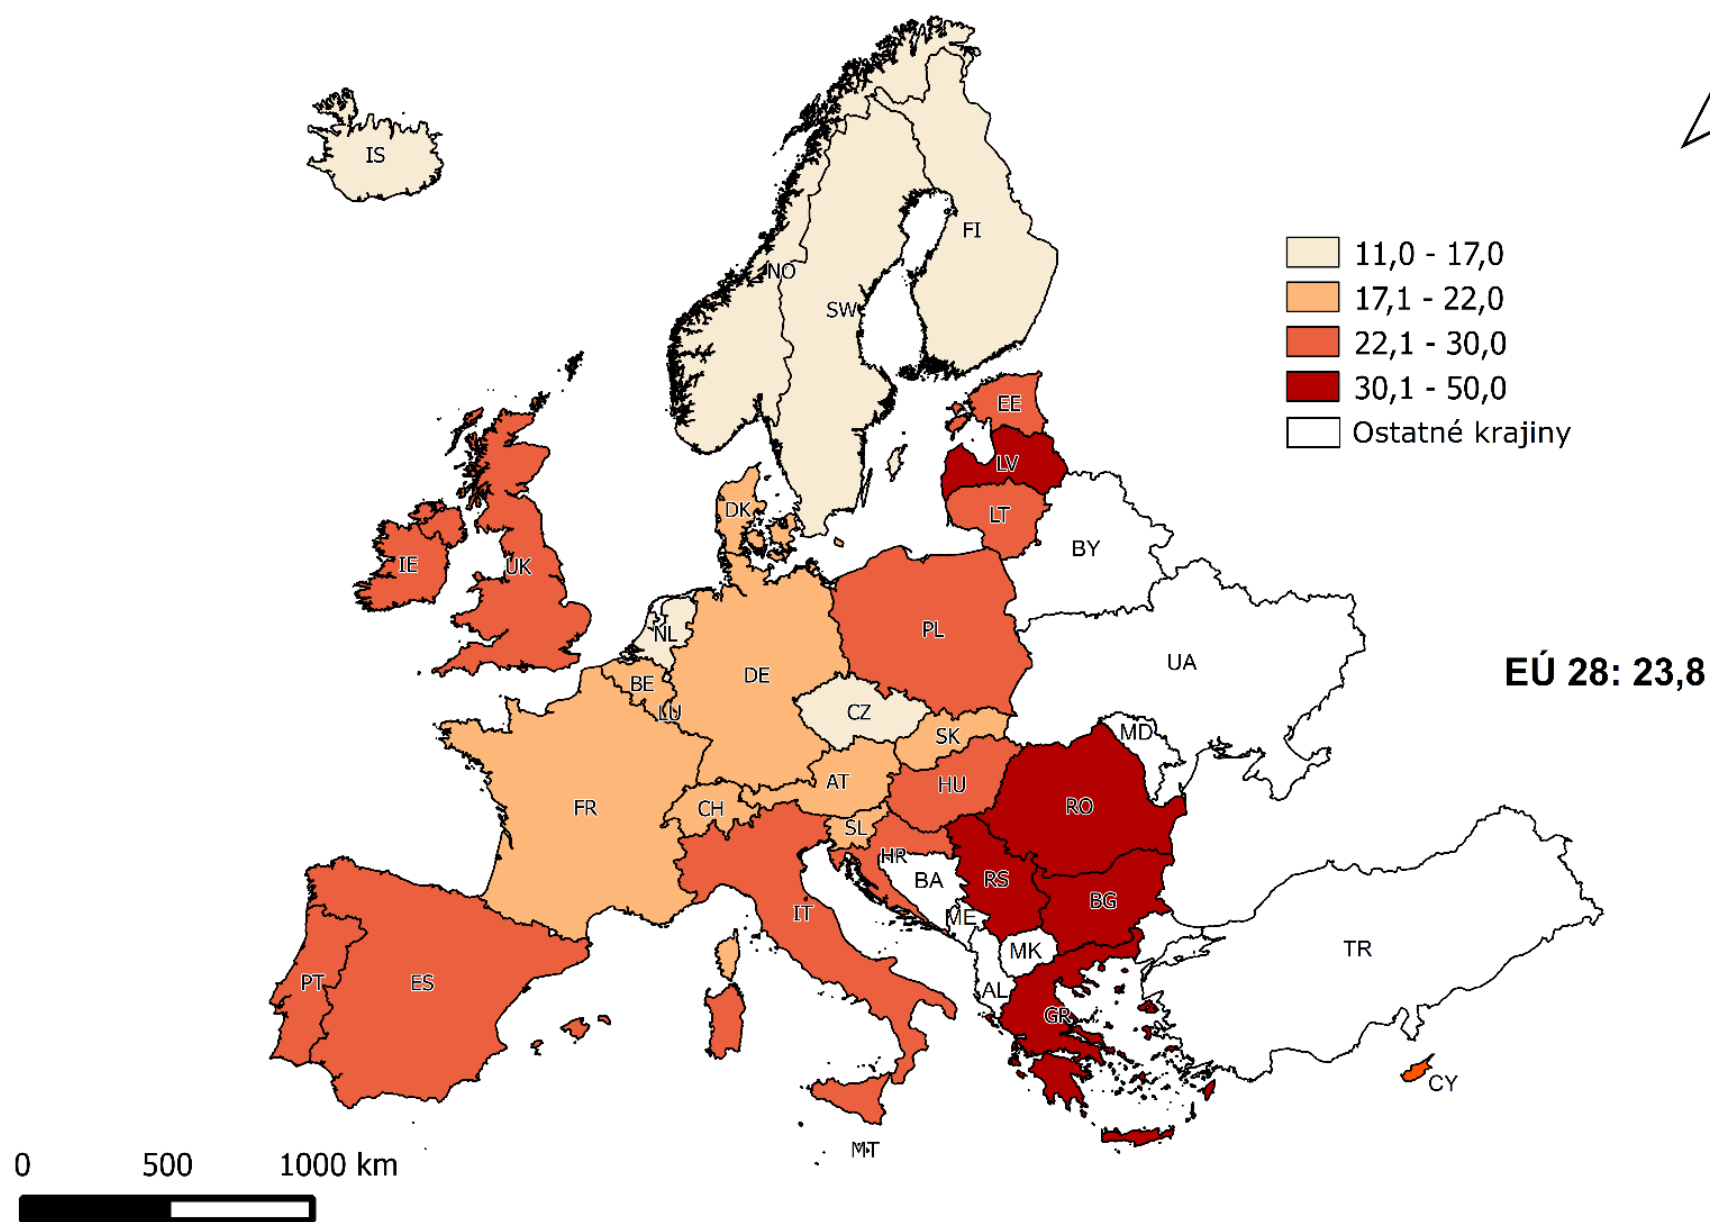 IS
FI
NO
SW
11,0 - 17,0
17,1 - 22,0
22,1 - 30,0
30,1 - 50,0
Ostatné krajiny
EE
LV
LT
DK
BY
IE
UK
NL
PL
UA
EÚ 28: 23,8
BE
DE
LU
CZ
SK
MD
AT
HU
FR
CH
RO
SL
HR
BA
RS
BG
IT
ME
MK
TR
PT
ES
AL
GR
CY
MT
0 500 1000 km